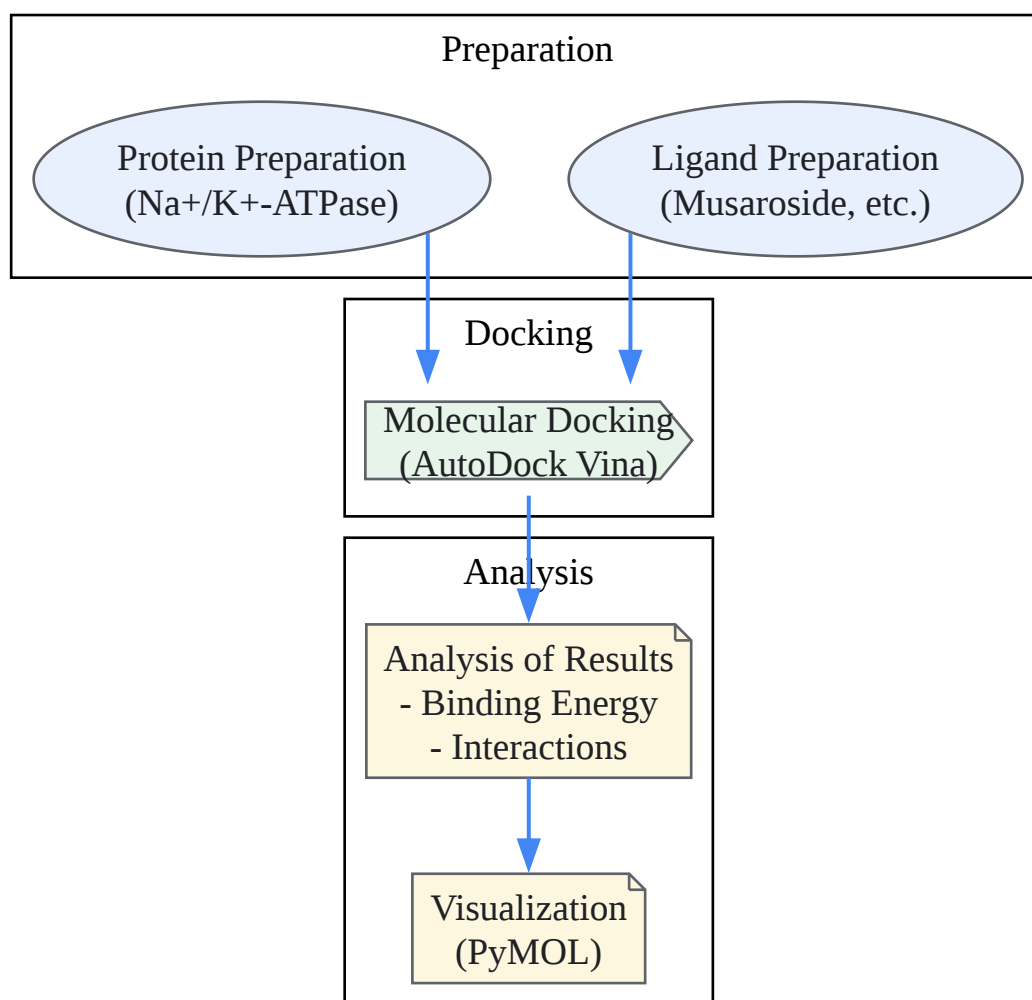 Preparation
Protein Preparation
(Na+/K+-ATPase)
Ligand Preparation
(Musaroside, etc.)
Docking
Molecular Docking
(AutoDock Vina)
Analysis
Analysis of Results
- Binding Energy
- Interactions
Visualization
(PyMOL)